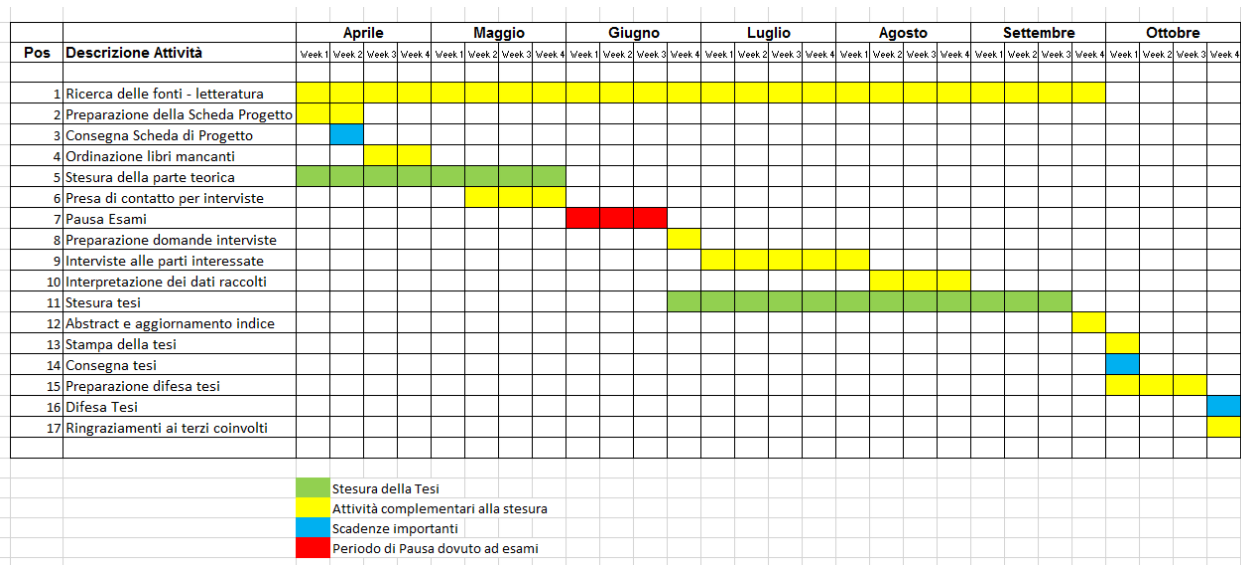 Aprile Maggio Giugno Luglio Agosto Settembre Ottobre
Pos Descrizione Attività Week 1 Week 2 Week 3 Week 4 Week 1 Week 2 Week 3 Week 4 Week 1 Week 2 Week 3 Week 4 Week 1 Week 2 Week 3 Week 4 Week 1 Week 2 Week 3 Week 4 Week 1 Week 2 Week 3 Week 4 Week 1 Week 2 Week 3 Week 4
1 Ricerca delle fonti - letteratura
2 Preparazione della Scheda Progetto
3 Consegna Scheda di Progetto
4 Ordinazione libri mancanti
5 Stesura della parte teorica
6 Presa di contatto per interviste
7 Pausa Esami
8 Preparazione domande interviste
9 Interviste alle parti interessate
10 Interpretazione dei dati raccolti
11 Stesura tesi
12 Abstract e aggiornamento indice
13 Stampa della tesi
14 Consegna tesi
15 Preparazione difesa tesi
16 Difesa Tesi
17 Ringraziamenti ai terzi coinvolti
Stesura della Tesi
Attività complementari alla stesura
Scadenze importanti
Periodo di Pausa dovuto ad esami